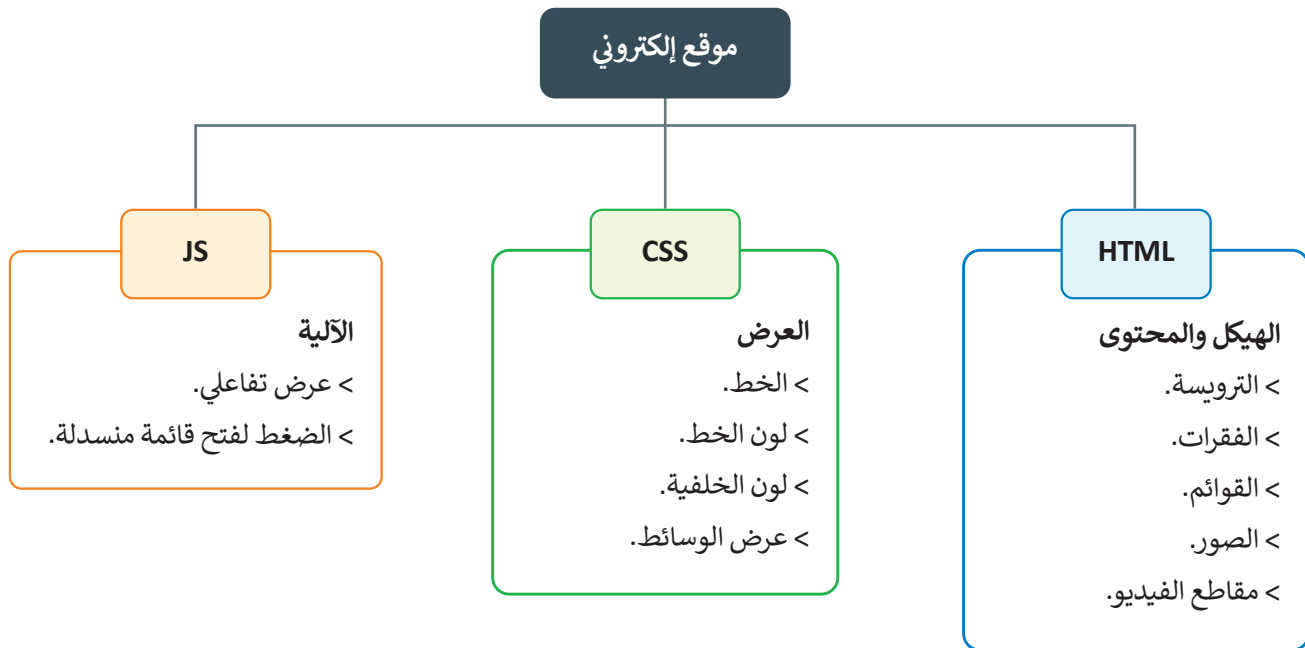 موقع إلكتروني
HTML
الهيكل والمحتوى
> الترويسة.
> الفقرات.
> القوائم.
> الصور.
> مقاطع الفيديو.
CSS
العرض
> الخط.
> لون الخط.
> لون الخلفية.
> عرض الوسائط.
JS
الآلية
> عرض تفاعلي.
> الضغط لفتح قائمة منسدلة.